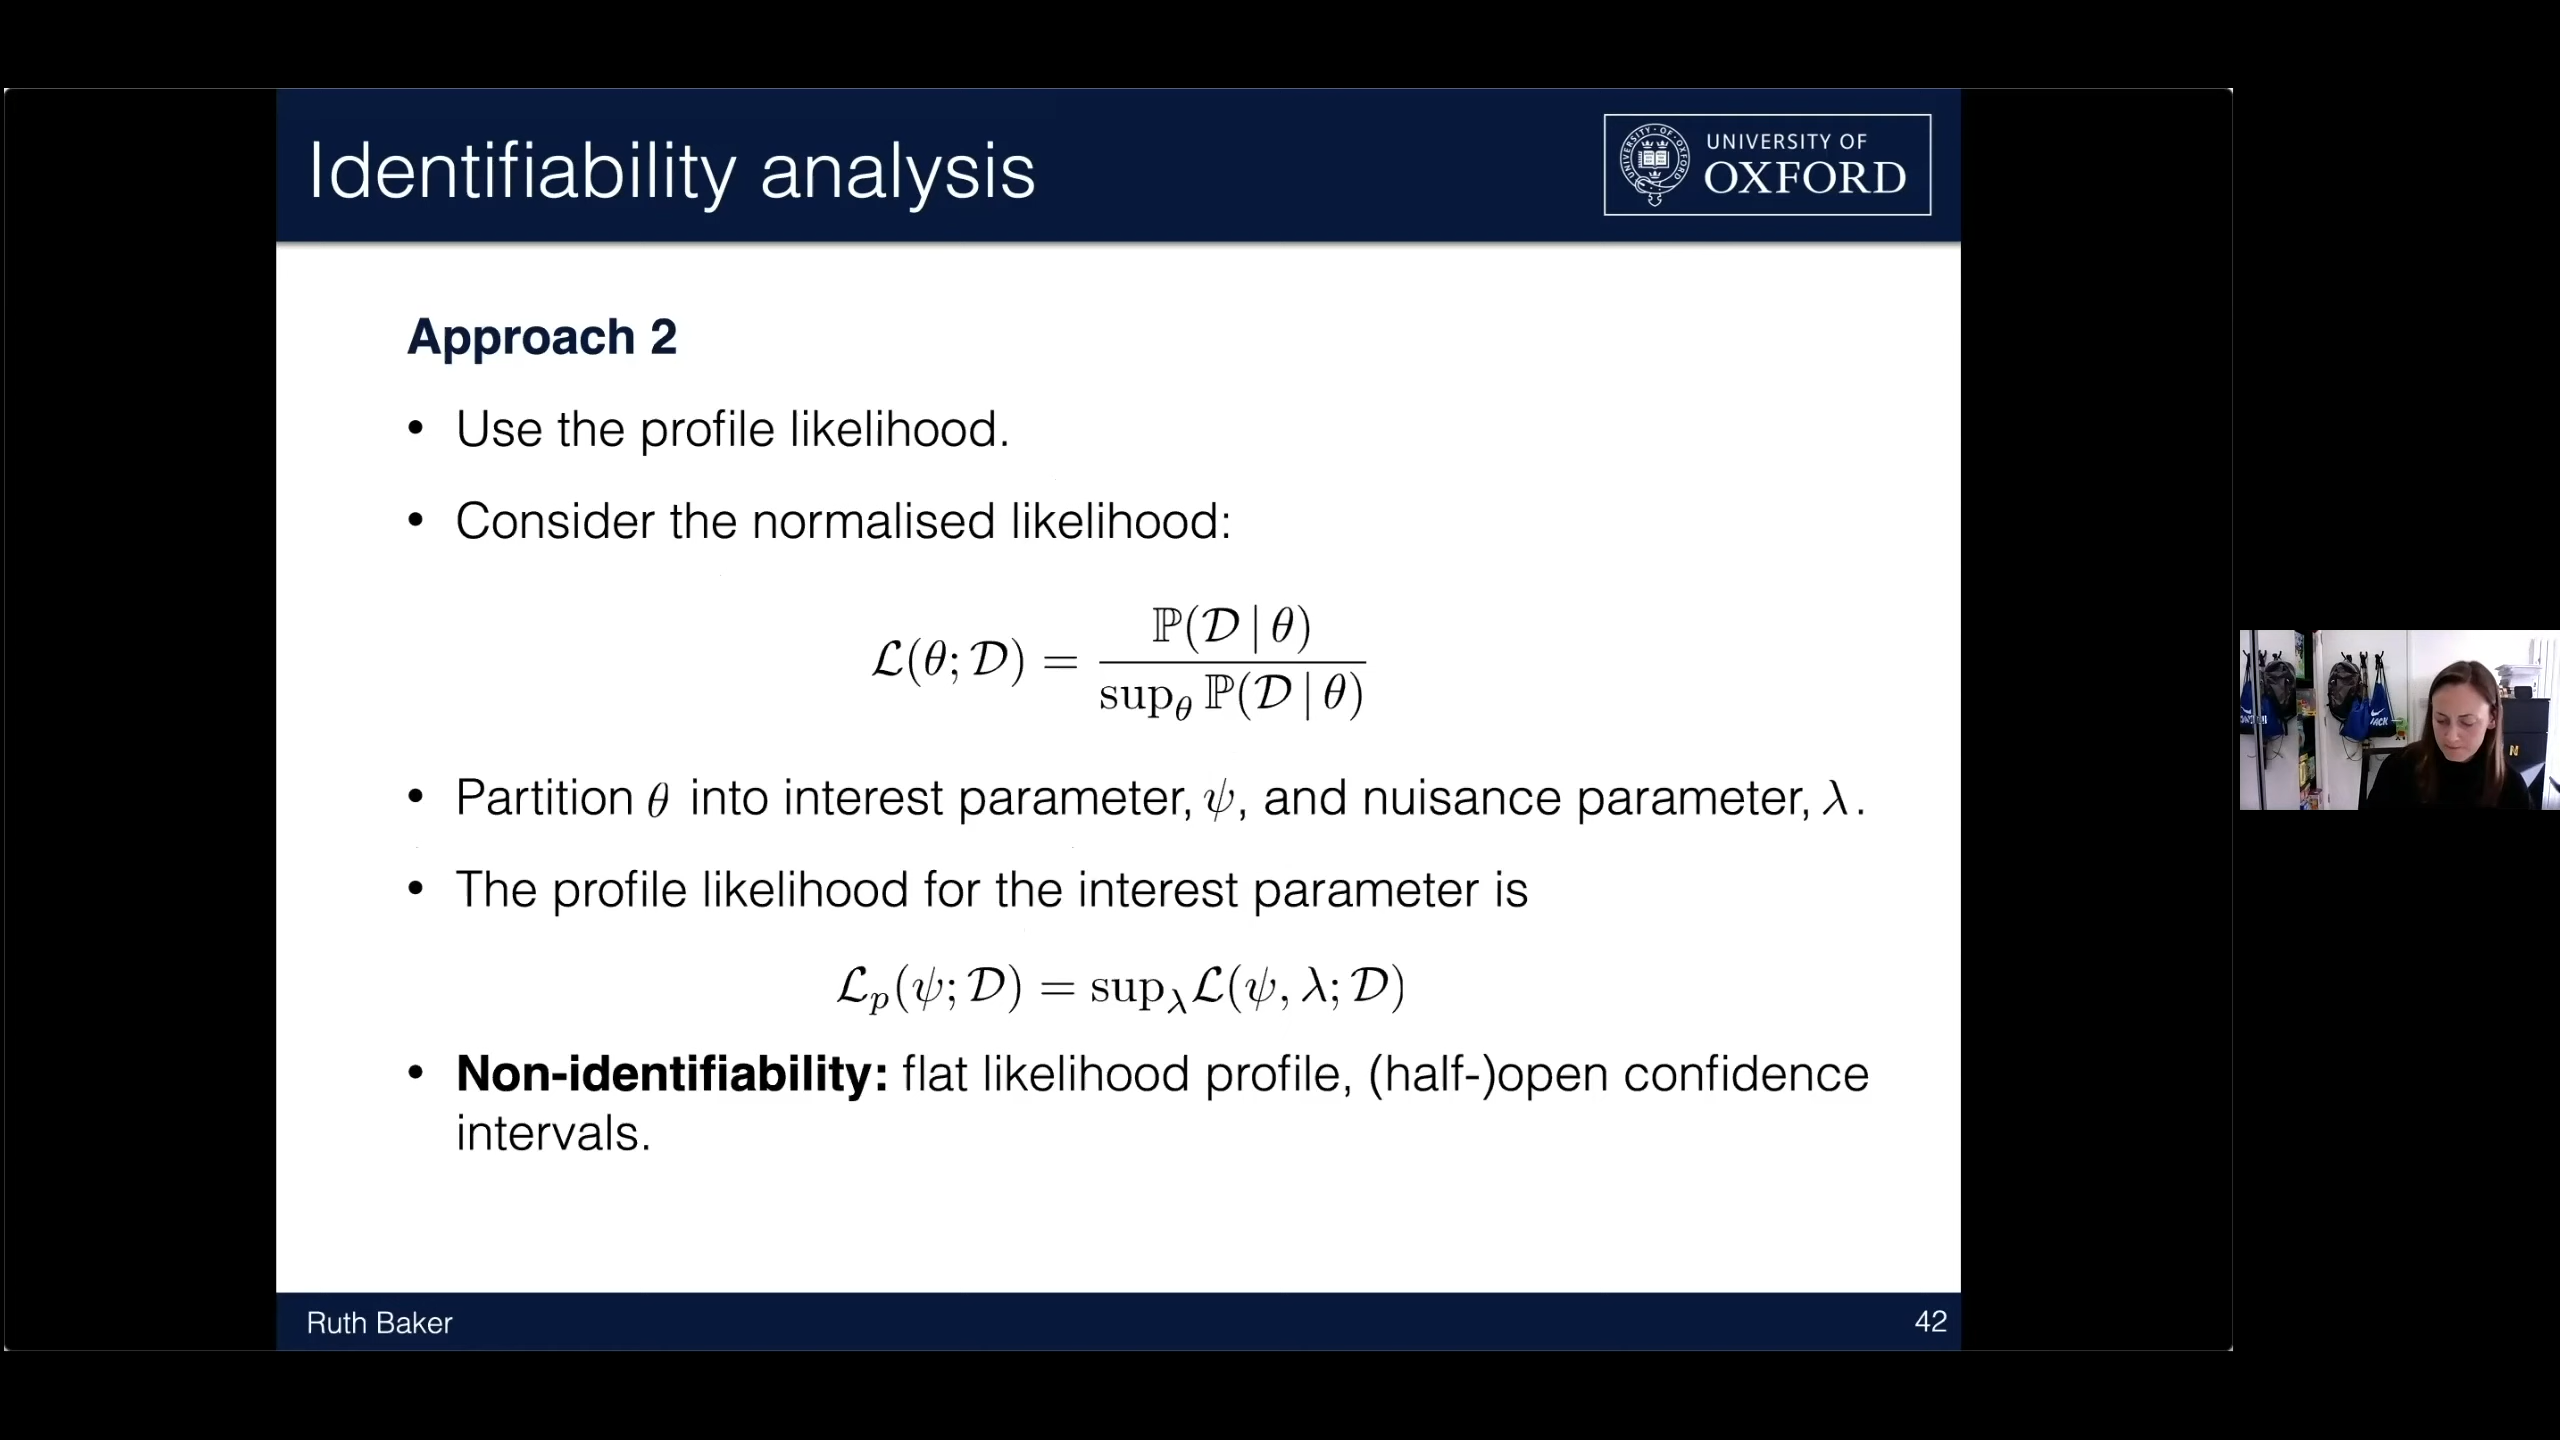 Identifiability analysis
UNIVERSITY OF
OXFORD
Approach 2
• Use the profile likelihood.
• Consider the normalised likelihood:
ℒ(θ; 𝒟) = ℙ(𝒟 | θ) / sup_θ ℙ(𝒟 | θ)
• Partition θ into interest parameter, ψ, and nuisance parameter, λ.
• The profile likelihood for the interest parameter is
ℒ_p(ψ; 𝒟) = sup_λ ℒ(ψ, λ; 𝒟)
• Non-identifiability: flat likelihood profile, (half-)open confidence
intervals.
Ruth Baker
42
JACK
N